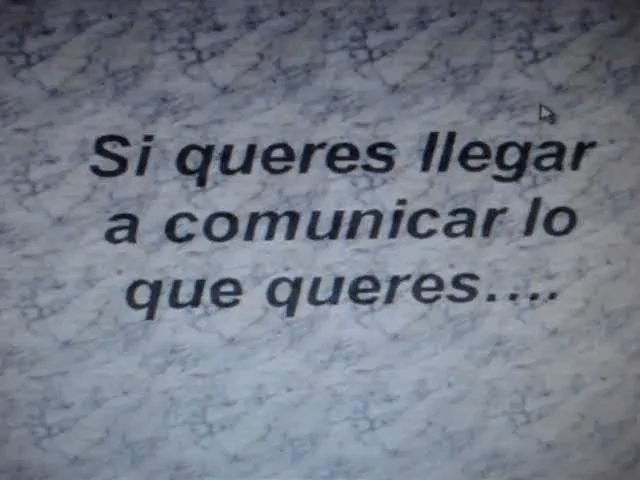 Si queres llegar
a comunicar lo
que queres....